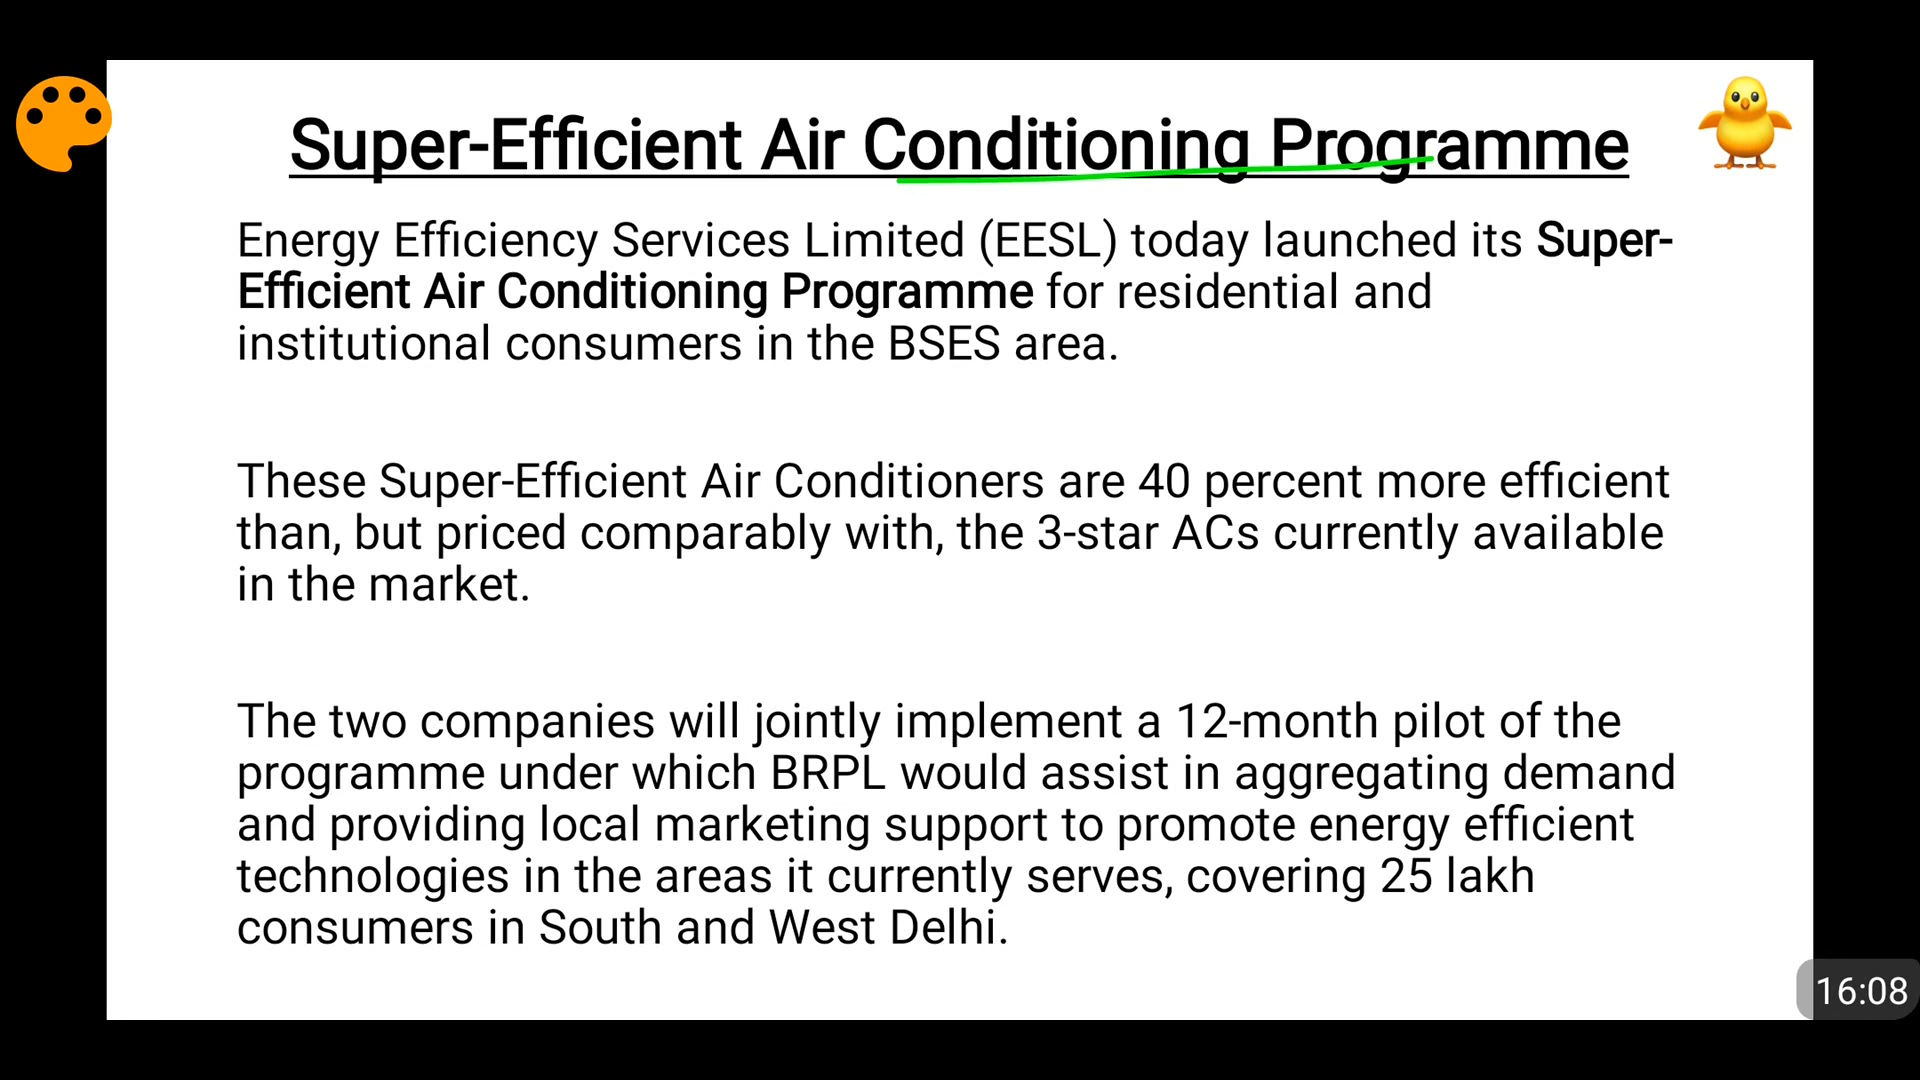 Super-Efficient Air Conditioning Programme
Energy Efficiency Services Limited (EESL) today launched its Super-
Efficient Air Conditioning Programme for residential and
institutional consumers in the BSES area.
These Super-Efficient Air Conditioners are 40 percent more efficient
than, but priced comparably with, the 3-star ACs currently available
in the market.
The two companies will jointly implement a 12-month pilot of the
programme under which BRPL would assist in aggregating demand
and providing local marketing support to promote energy efficient
technologies in the areas it currently serves, covering 25 lakh
consumers in South and West Delhi.
16:08